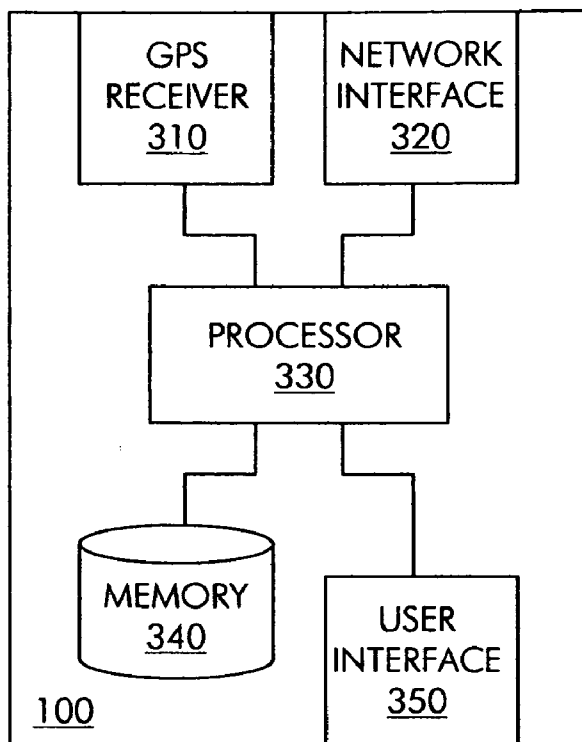 GPS
RECEIVER
310
NETWORK
INTERFACE
320
PROCESSOR
330
MEMORY
340
USER
INTERFACE
350
100